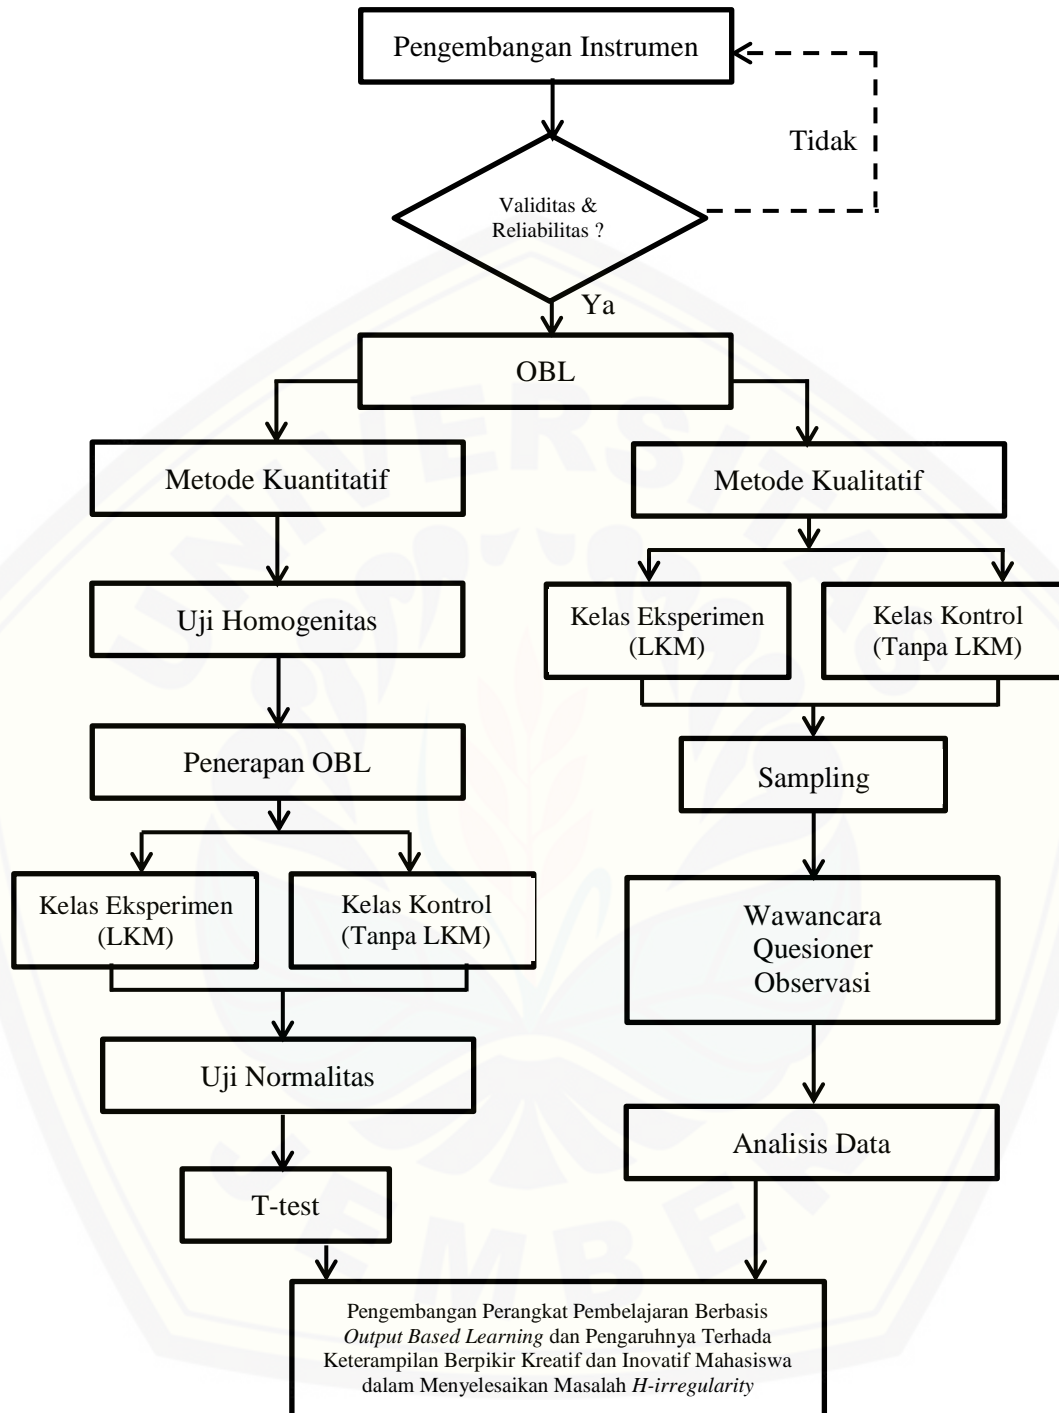 Pengembangan Instrumen
Tidak
Validitas &
Reliabilitas ?
Ya
OBL
Metode Kuantitatif
Metode Kualitatif
Uji Homogenitas
Kelas Eksperimen
(LKM)
Kelas Kontrol
(Tanpa LKM)
Penerapan OBL
Sampling
Kelas Eksperimen
(LKM)
Kelas Kontrol
(Tanpa LKM)
Wawancara
Quesioner
Observasi
Uji Normalitas
Analisis Data
T-test
Pengembangan Perangkat Pembelajaran Berbasis
Output Based Learning dan Pengaruhnya Terhada
Keterampilan Berpikir Kreatif dan Inovatif Mahasiswa
dalam Menyelesaikan Masalah H-irregularity
UNIVERSITAS
JEMBER